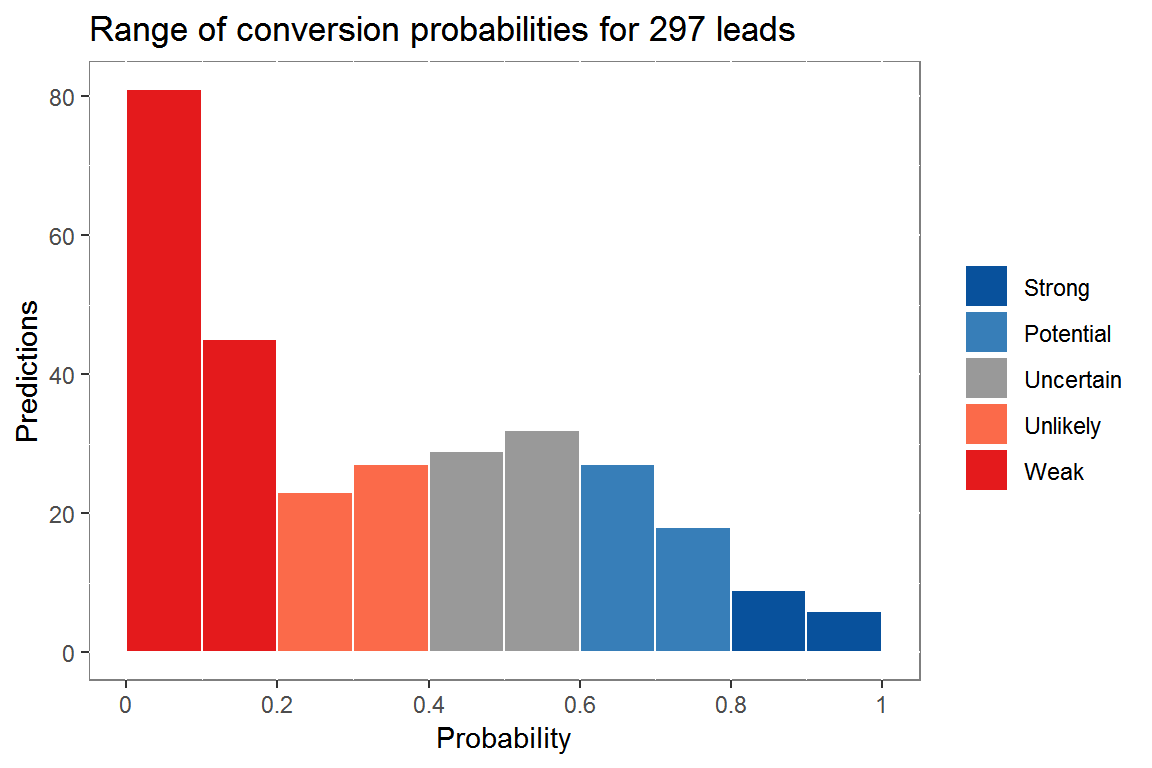 Range of conversion probabilities for 297 leads
Predictions
80
60
40
20
0
0 0.2 0.4 0.6 0.8 1
Probability
Strong
Potential
Uncertain
Unlikely
Weak